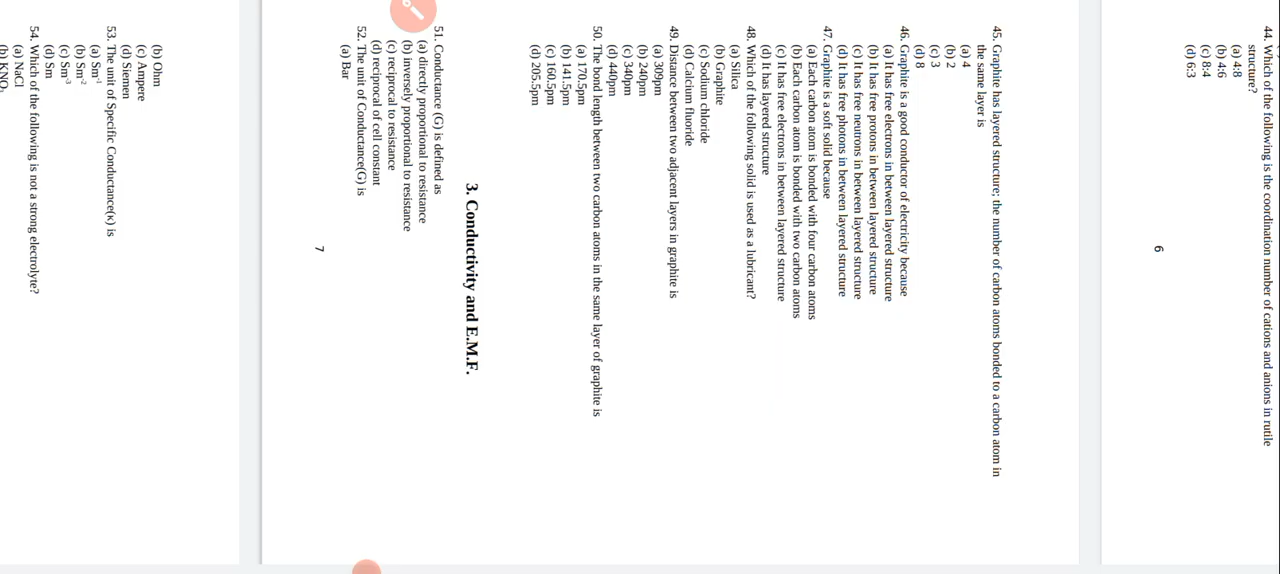 44. Which of the following is the coordination number of cations and anions in rutile
structure?
(a) 4:8
(b) 4:6
(c) 8:4
(d) 6:3
6
45. Graphite has layered structure; the number of carbon atoms bonded to a carbon atom in
the same layer is
(a) 4
(b) 2
(c) 3
(d) 8
46. Graphite is a good conductor of electricity because
(a) It has free electrons in between layered structure
(b) It has free protons in between layered structure
(c) It has free neutrons in between layered structure
(d) It has free photons in between layered structure
47. Graphite is a soft solid because
(a) Each carbon atom is bonded with four carbon atoms
(b) Each carbon atom is bonded with two carbon atoms
(c) It has free electrons in between layered structure
(d) It has layered structure
48. Which of the following solid is used as a lubricant?
(a) Silica
(b) Graphite
(c) Sodium chloride
(d) Calcium fluoride
49. Distance between two adjacent layers in graphite is
(a) 309pm
(b) 240pm
(c) 340pm
(d) 440pm
50. The bond length between two carbon atoms in the same layer of graphite is
(a) 170.5pm
(b) 141.5pm
(c) 160.5pm
(d) 205.5pm
3. Conductivity and E.M.F.
51. Conductance (G) is defined as
(a) directly proportional to resistance
(b) inversely proportional to resistance
(c) reciprocal to resistance
(d) reciprocal of cell constant
52. The unit of Conductance(G) is
(a) Bar
7
(b) Ohm
(c) Ampere
(d) Siemen
53. The unit of Specific Conductance(κ) is
(a) Sm⁻¹
(b) Sm⁻²
(c) Sm⁻³
(d) Sm
54. Which of the following is not a strong electrolyte?
(a) NaCl
(b) KNO₃